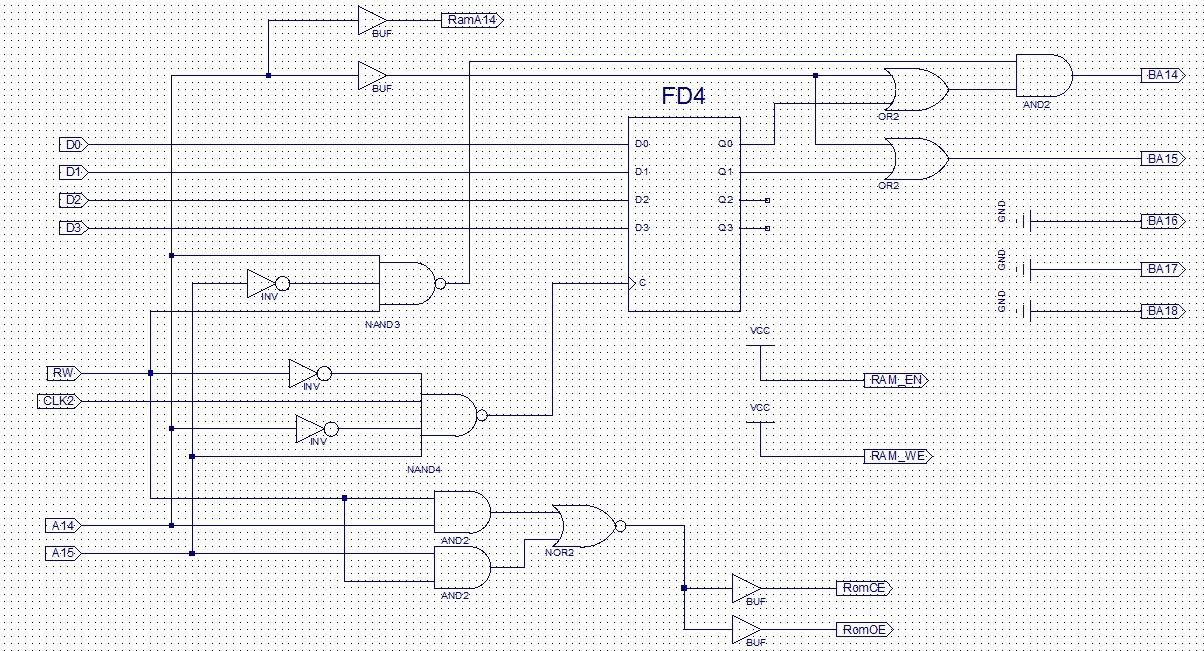 RamA14
BUF
BA14
BUF
AND2
FD4
OR2
D0
D0
Q0
BA15
D1
D1
Q1
OR2
D2
D2
Q2
GND
BA16
D3
D3
Q3
GND
BA17
INV
C
GND
BA18
NAND3
VCC
RW
INV
RAM_EN
CLK2
VCC
INV
RAM_WE
NAND4
A14
AND2
A15
NOR2
AND2
RomCE
BUF
RomOE
BUF